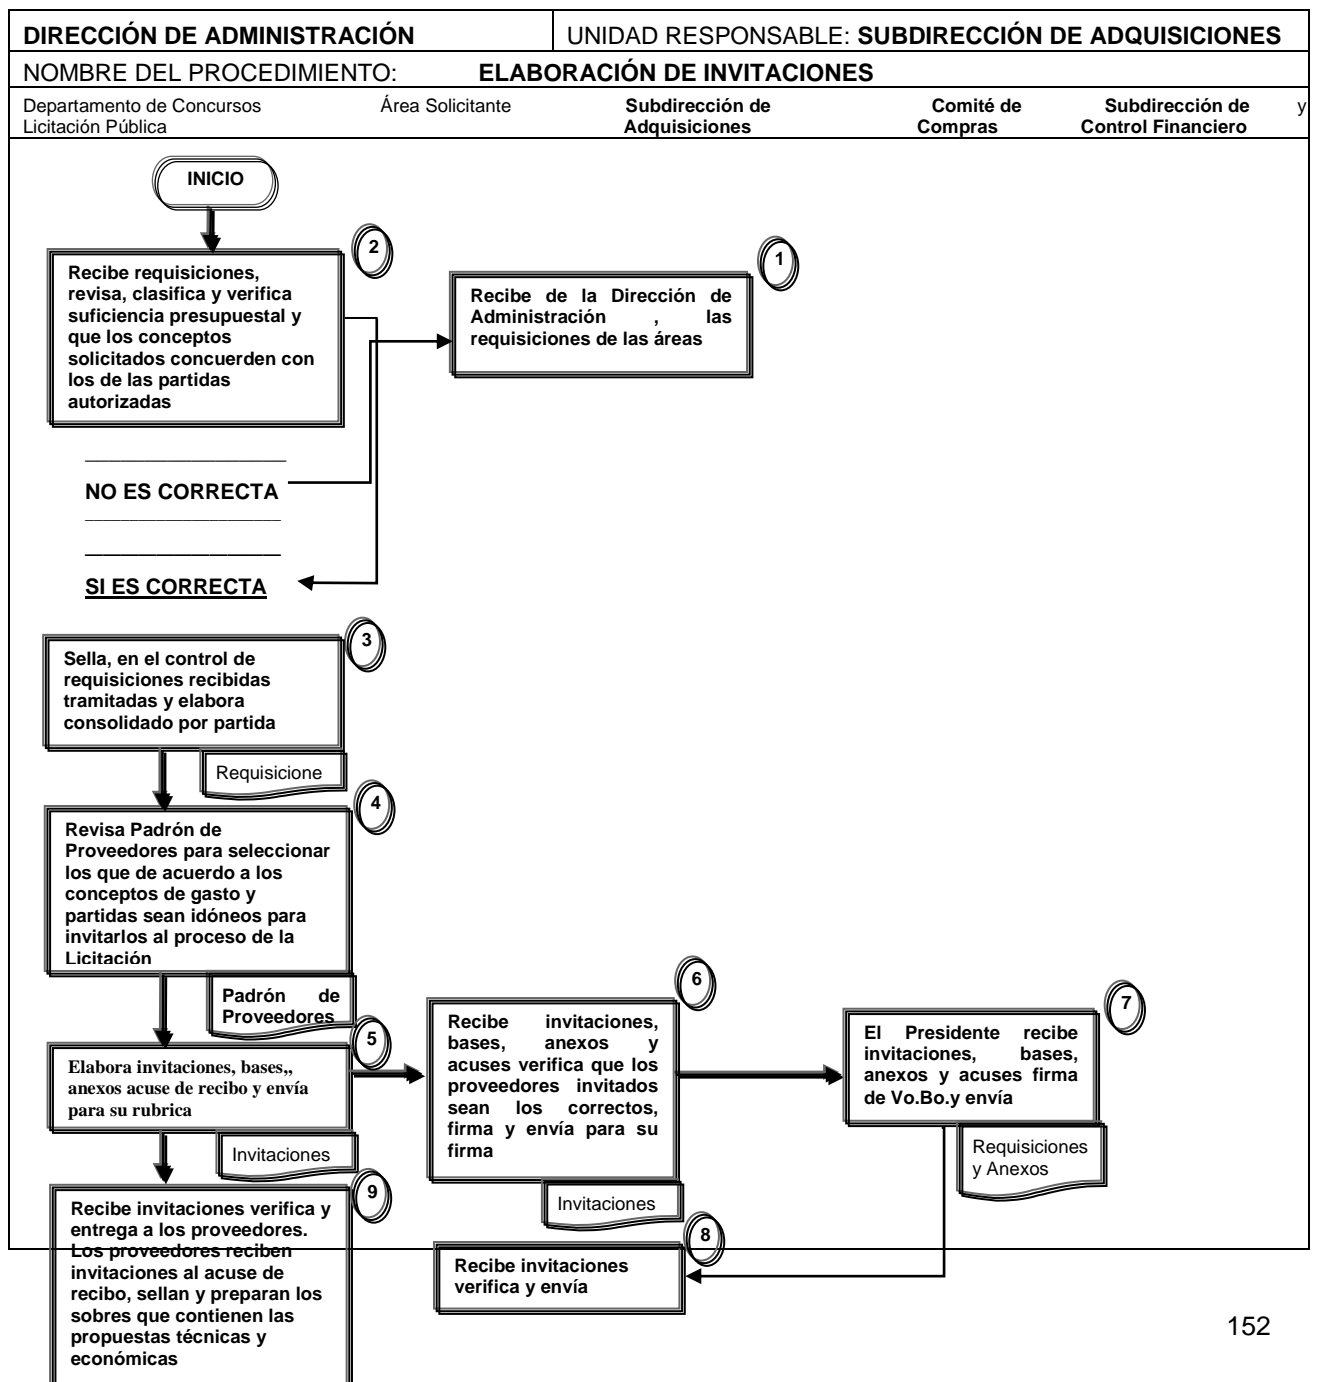 DIRECCIÓN DE ADMINISTRACIÓN
UNIDAD RESPONSABLE: SUBDIRECCIÓN DE ADQUISICIONES
NOMBRE DEL PROCEDIMIENTO: ELABORACIÓN DE INVITACIONES
Departamento de Concursos Área Solicitante Subdirección de Comité de Subdirección de y
Licitación Pública Adquisiciones Compras Control Financiero
INICIO
2
Recibe requisiciones,
revisa, clasifica y verifica
suficiencia presupuestal y
que los conceptos
solicitados concuerden con
los de las partidas
autorizadas
1
Recibe de la Dirección de
Administración , las
requisiciones de las áreas
NO ES CORRECTA
SI ES CORRECTA
3
Sella, en el control de
requisiciones recibidas
tramitadas y elabora
consolidado por partida
Requisicione
4
Revisa Padrón de
Proveedores para seleccionar
los que de acuerdo a los
conceptos de gasto y
partidas sean idóneos para
invitarlos al proceso de la
Licitación
Padrón de
Proveedores
5
Elabora invitaciones, bases,,
anexos acuse de recibo y envía
para su rubrica
Invitaciones
6
Recibe invitaciones,
bases, anexos y
acuses verifica que los
proveedores invitados
sean los correctos,
firma y envía para su
firma
Invitaciones
7
El Presidente recibe
invitaciones, bases,
anexos y acuses firma
de Vo.Bo.y envía
Requisiciones
y Anexos
8
Recibe invitaciones
verifica y envía
9
Recibe invitaciones verifica y
entrega a los proveedores.
Los proveedores reciben
invitaciones al acuse de
recibo, sellan y preparan los
sobres que contienen las
propuestas técnicas y
económicas
152